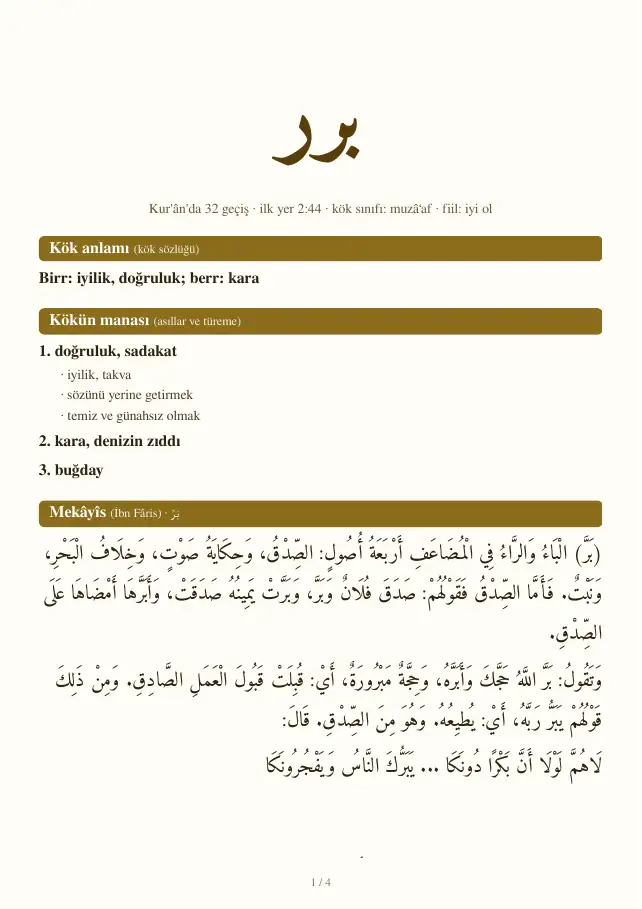 برر
Kur'ân'da 32 geçiş · ilk yer 2:44 · kök sınıfı: muzâ'af · fiil: iyi ol
Kök anlamı (kök sözlüğü)
Birr: iyilik, doğruluk; berr: kara
Kökün manası (asıllar ve türeme)
1. doğruluk, sadakat
· iyilik, takva
· sözünü yerine getirmek
· temiz ve günahsız olmak
2. kara, denizin zıddı
3. buğday
Mekâyîs (İbn Fâris) · بَرَّ
(بَرَّ) الْبَاءُ وَالرَّاءُ فِي الْمُضَاعَفِ أَرْبَعَةُ أُصُولٍ: الصِّدْقُ، وَحِكَايَةُ صَوْتٍ، وَخِلَافُ الْبَحْرِ،
وَنَبْتٌ. فَأَمَّا الصِّدْقُ فَقَوْلُهُمْ: صَدَقَ فُلَانٌ وَبَرَّ، وَبَرَّتْ يَمِينُهُ صَدَقَتْ، وَأَبَرَّهَا أَمْضَاهَا عَلَى
الصِّدْقِ.
وَتَقُولُ: بَرَّ اللَّهُ حَجَّكَ وَأَبَرَّهُ، وَحِجَّةٌ مَبْرُورَةٌ، أَيْ: قُبِلَتْ قَبُولَ الْعَمَلِ الصَّادِقِ. وَمِنْ ذَلِكَ
قَوْلُهُمْ يَبَرُّ رَبَّهُ، أَيْ: يُطِيعُهُ. وَهُوَ مِنَ الصِّدْقِ. قَالَ:
لَاهُمَّ لَوْلَا أَنَّ بَكْرًا دُونَكَا ... يَبَرُّكَ النَّاسُ وَيَفْجُرُونَكَا
1 / 4